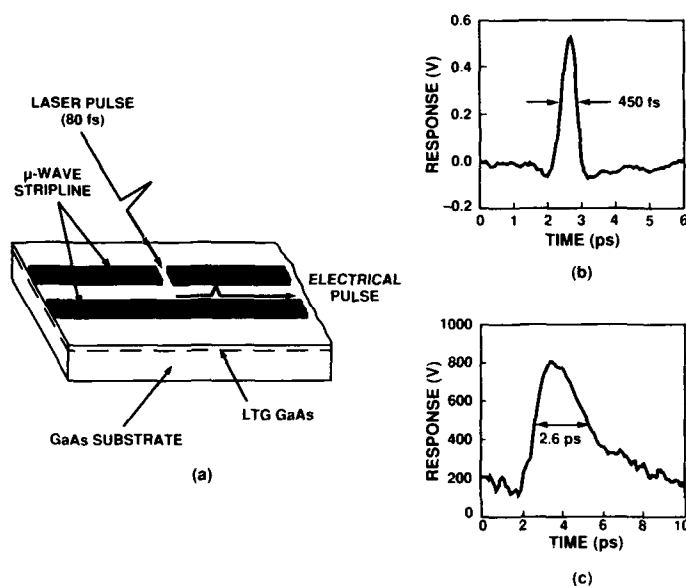 LASER PULSE
(80 fs)
µ-WAVE
STRIPLINE
ELECTRICAL
PULSE
LTG GaAs
GaAs SUBSTRATE
(a)
RESPONSE (V)
0.6
0.4
0.2
0.0
–0.2
450 fs
0 1 2 3 4 5 6
TIME (ps)
(b)
RESPONSE (V)
1000
800
600
400
200
0
2.6 ps
0 2 4 6 8 10
TIME (ps)
(c)